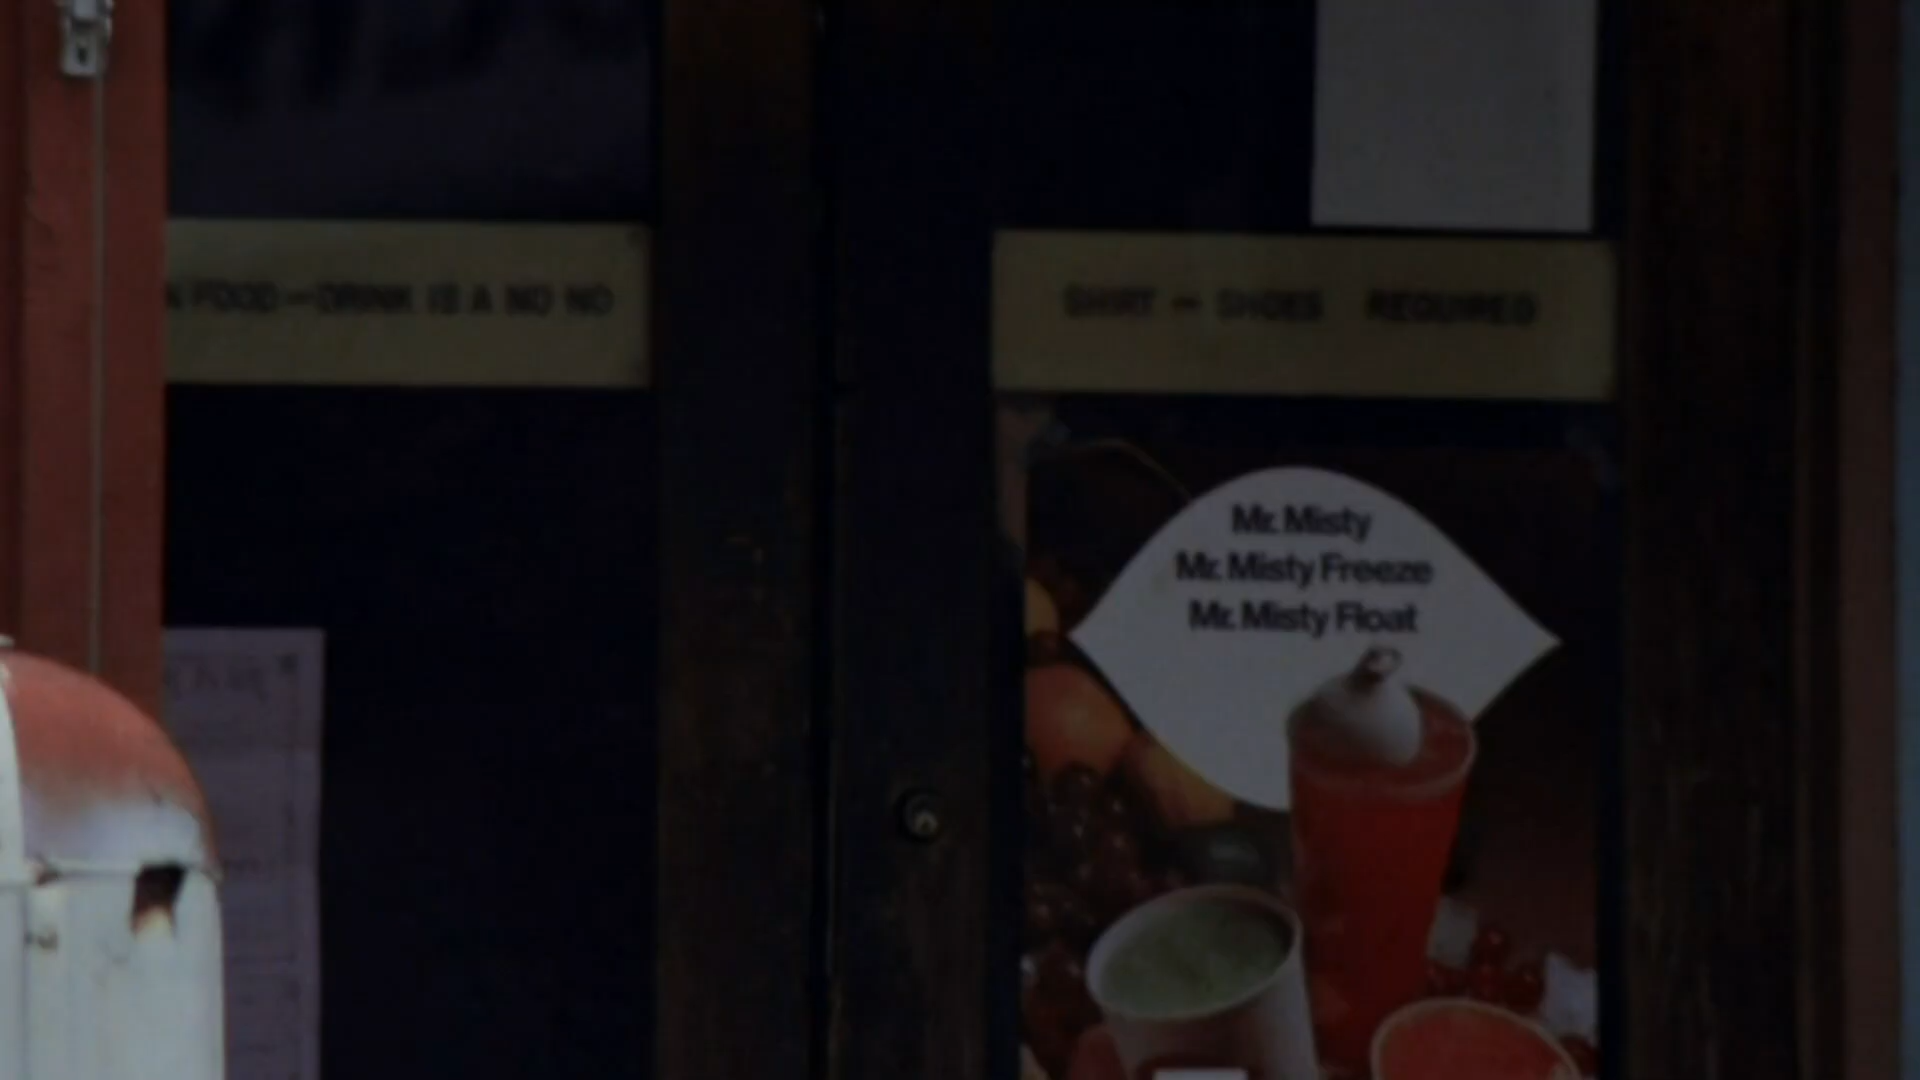 FOOD—DRINK IS A NO NO
SHIRT — SHOES REQUIRED
Mr. Misty
Mr. Misty Freeze
Mr. Misty Float